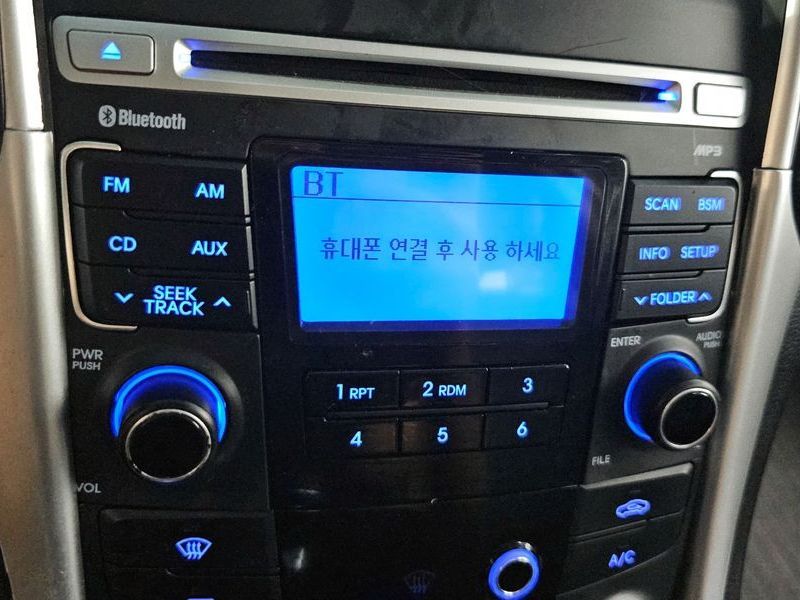 Bluetooth
MP3
FM
AM
CD
AUX
SEEK
TRACK
BT
휴대폰 연결 후 사용 하세요
SCAN
BSM
INFO
SETUP
FOLDER
PWR
PUSH
VOL
1 RPT
2 RDM
3
4
5
6
ENTER
AUDIO
PUSH
FILE
A/C